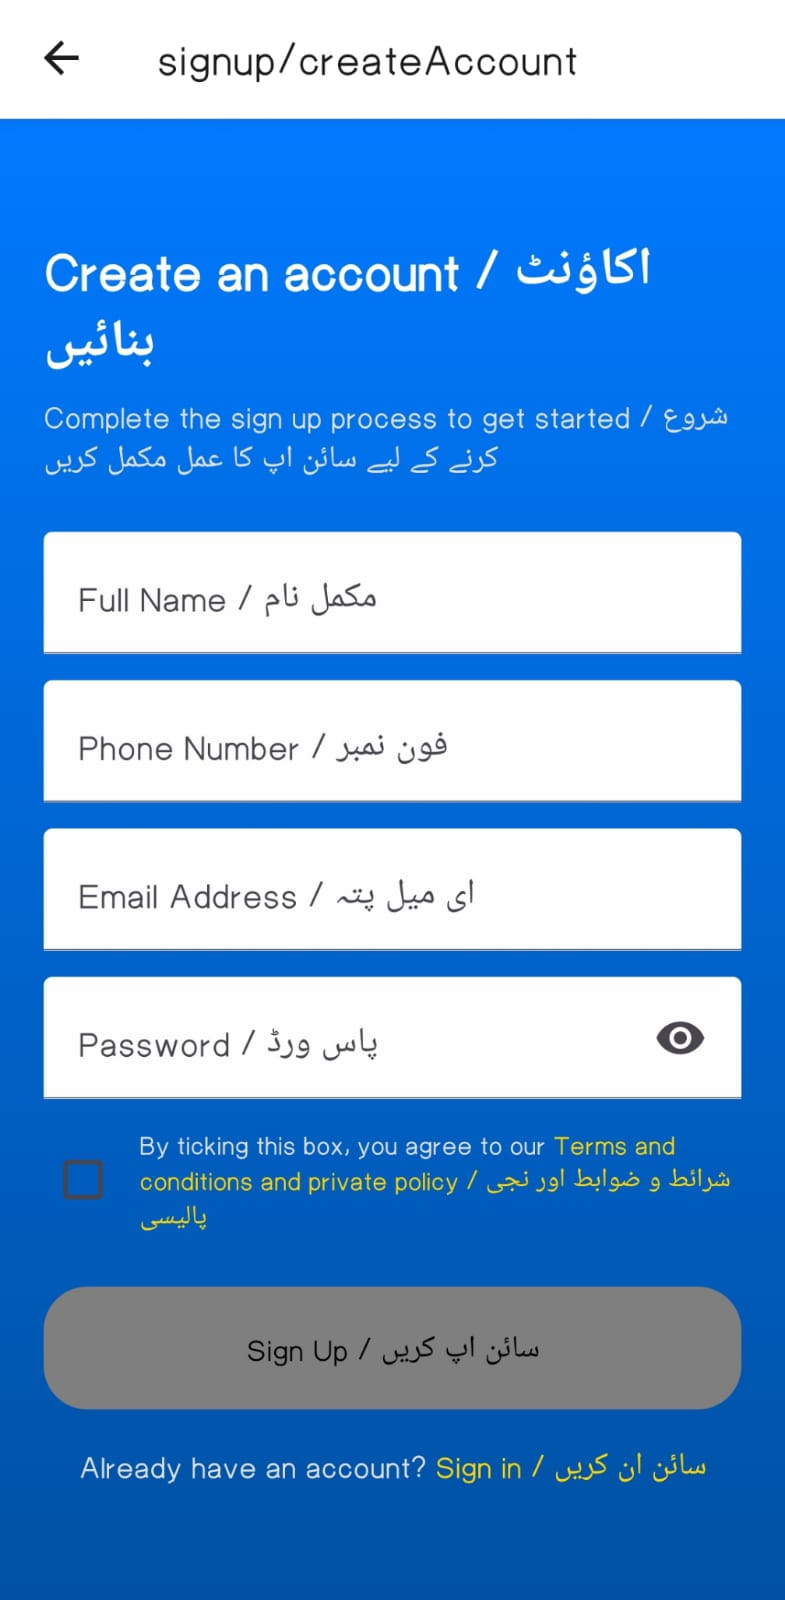 signup/createAccount
Create an account / اکاؤنٹ
بنائیں
Complete the sign up process to get started / شروع
کرنے کے لیے سائن اپ کا عمل مکمل کریں
Full Name / مکمل نام
Phone Number / فون نمبر
Email Address / ای میل پتہ
Password / پاس ورڈ
By ticking this box, you agree to our Terms and
conditions and private policy / شرائط و ضوابط اور نجی
پالیسی
Sign Up / سائن اپ کریں
Already have an account? Sign in / سائن ان کریں